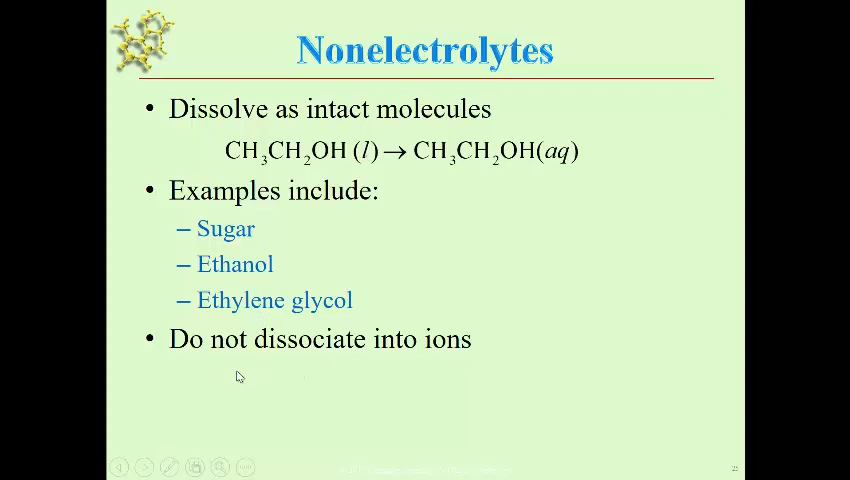 Nonelectrolytes
• Dissolve as intact molecules
CH₃CH₂OH (l) → CH₃CH₂OH(aq)
• Examples include:
– Sugar
– Ethanol
– Ethylene glycol
• Do not dissociate into ions
25